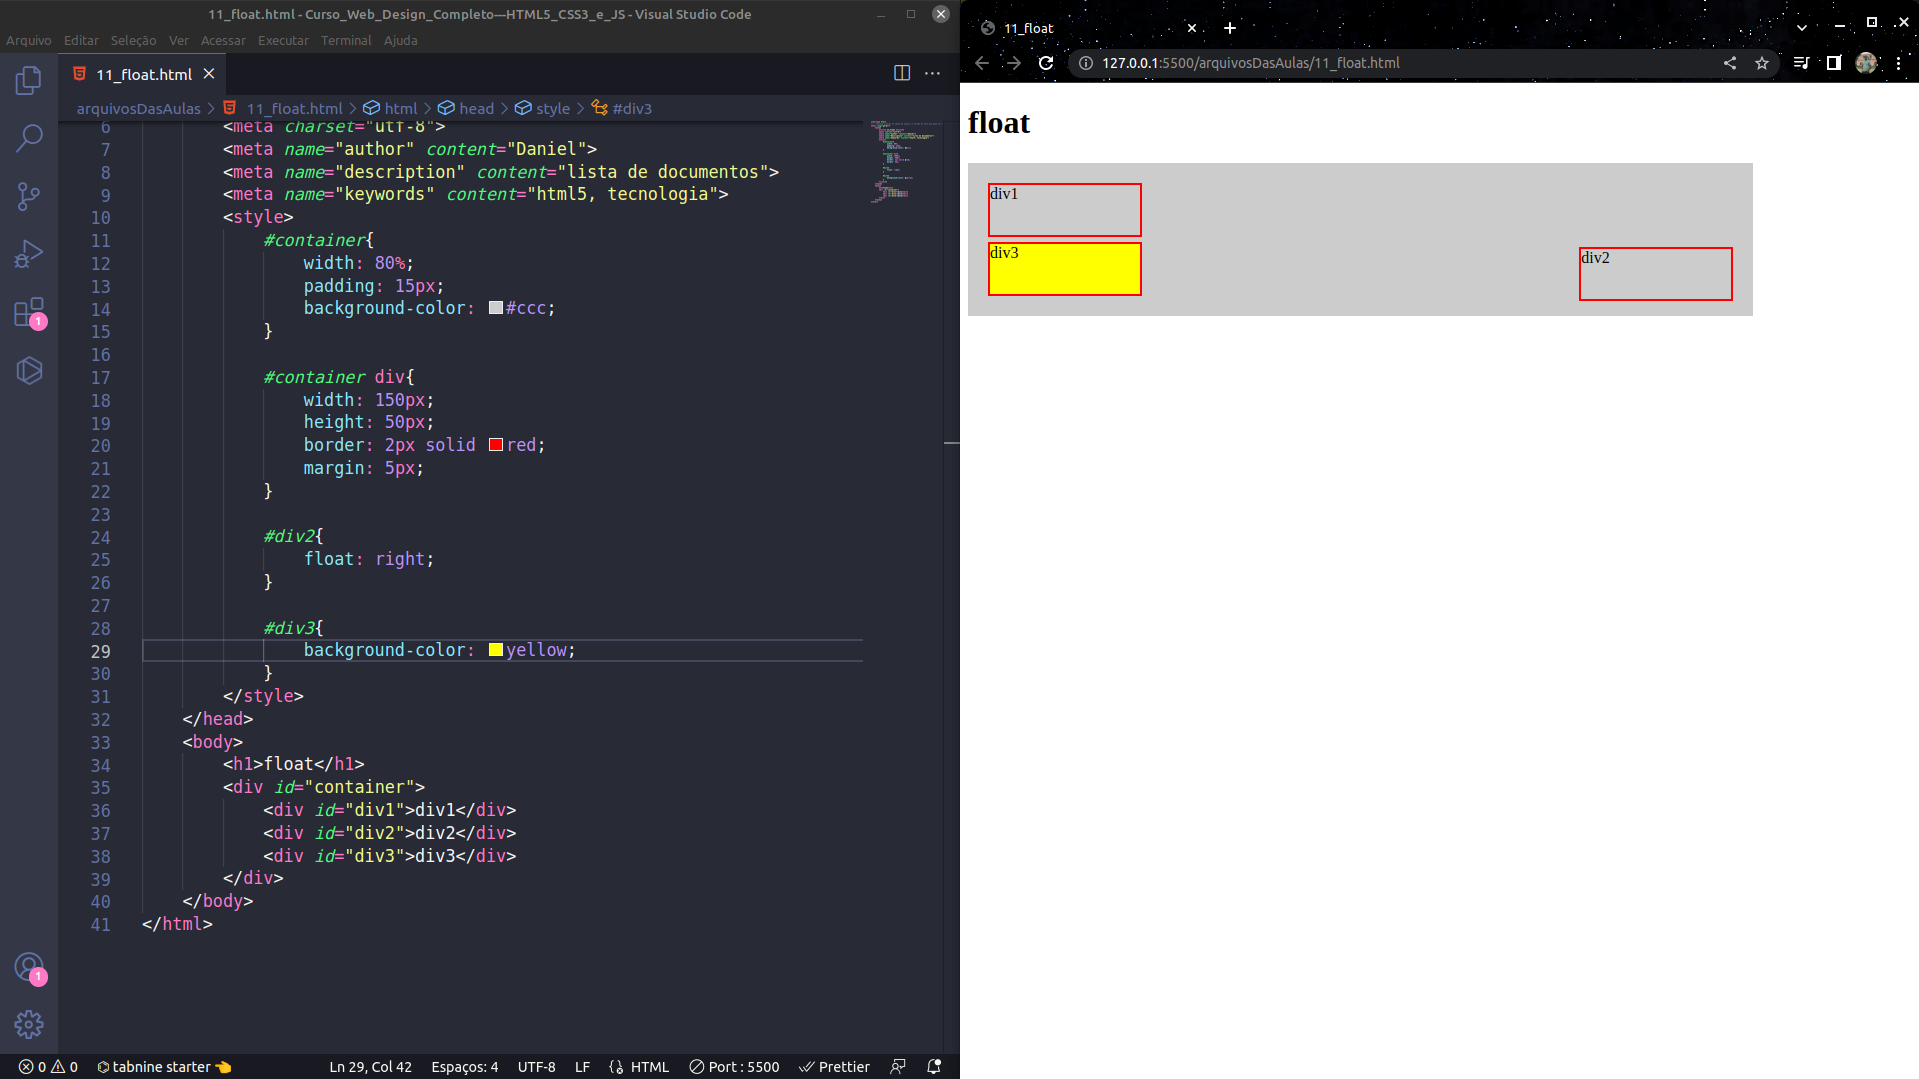 11_float.html - Curso_Web_Design_Completo---HTML5_CSS3_e_JS - Visual Studio Code
Arquivo Editar Seleção Ver Acessar Executar Terminal Ajuda
11_float.html
arquivosDasAulas > 11_float.html > html > head > style > #div3
6 <meta charset="utf-8">
7 <meta name="author" content="Daniel">
8 <meta name="description" content="lista de documentos">
9 <meta name="keywords" content="html5, tecnologia">
10 <style>
11 #container{
12 width: 80%;
13 padding: 15px;
14 background-color: #ccc;
15 }
16
17 #container div{
18 width: 150px;
19 height: 50px;
20 border: 2px solid red;
21 margin: 5px;
22 }
23
24 #div2{
25 float: right;
26 }
27
28 #div3{
29 background-color: yellow;
30 }
31 </style>
32 </head>
33 <body>
34 <h1>float</h1>
35 <div id="container">
36 <div id="div1">div1</div>
37 <div id="div2">div2</div>
38 <div id="div3">div3</div>
39 </div>
40 </body>
41 </html>
1
1
0 0 tabnine starter Ln 29, Col 42 Espaços: 4 UTF-8 LF HTML Port : 5500 Prettier
11_float
127.0.0.1:5500/arquivosDasAulas/11_float.html
float
div1
div3
div2